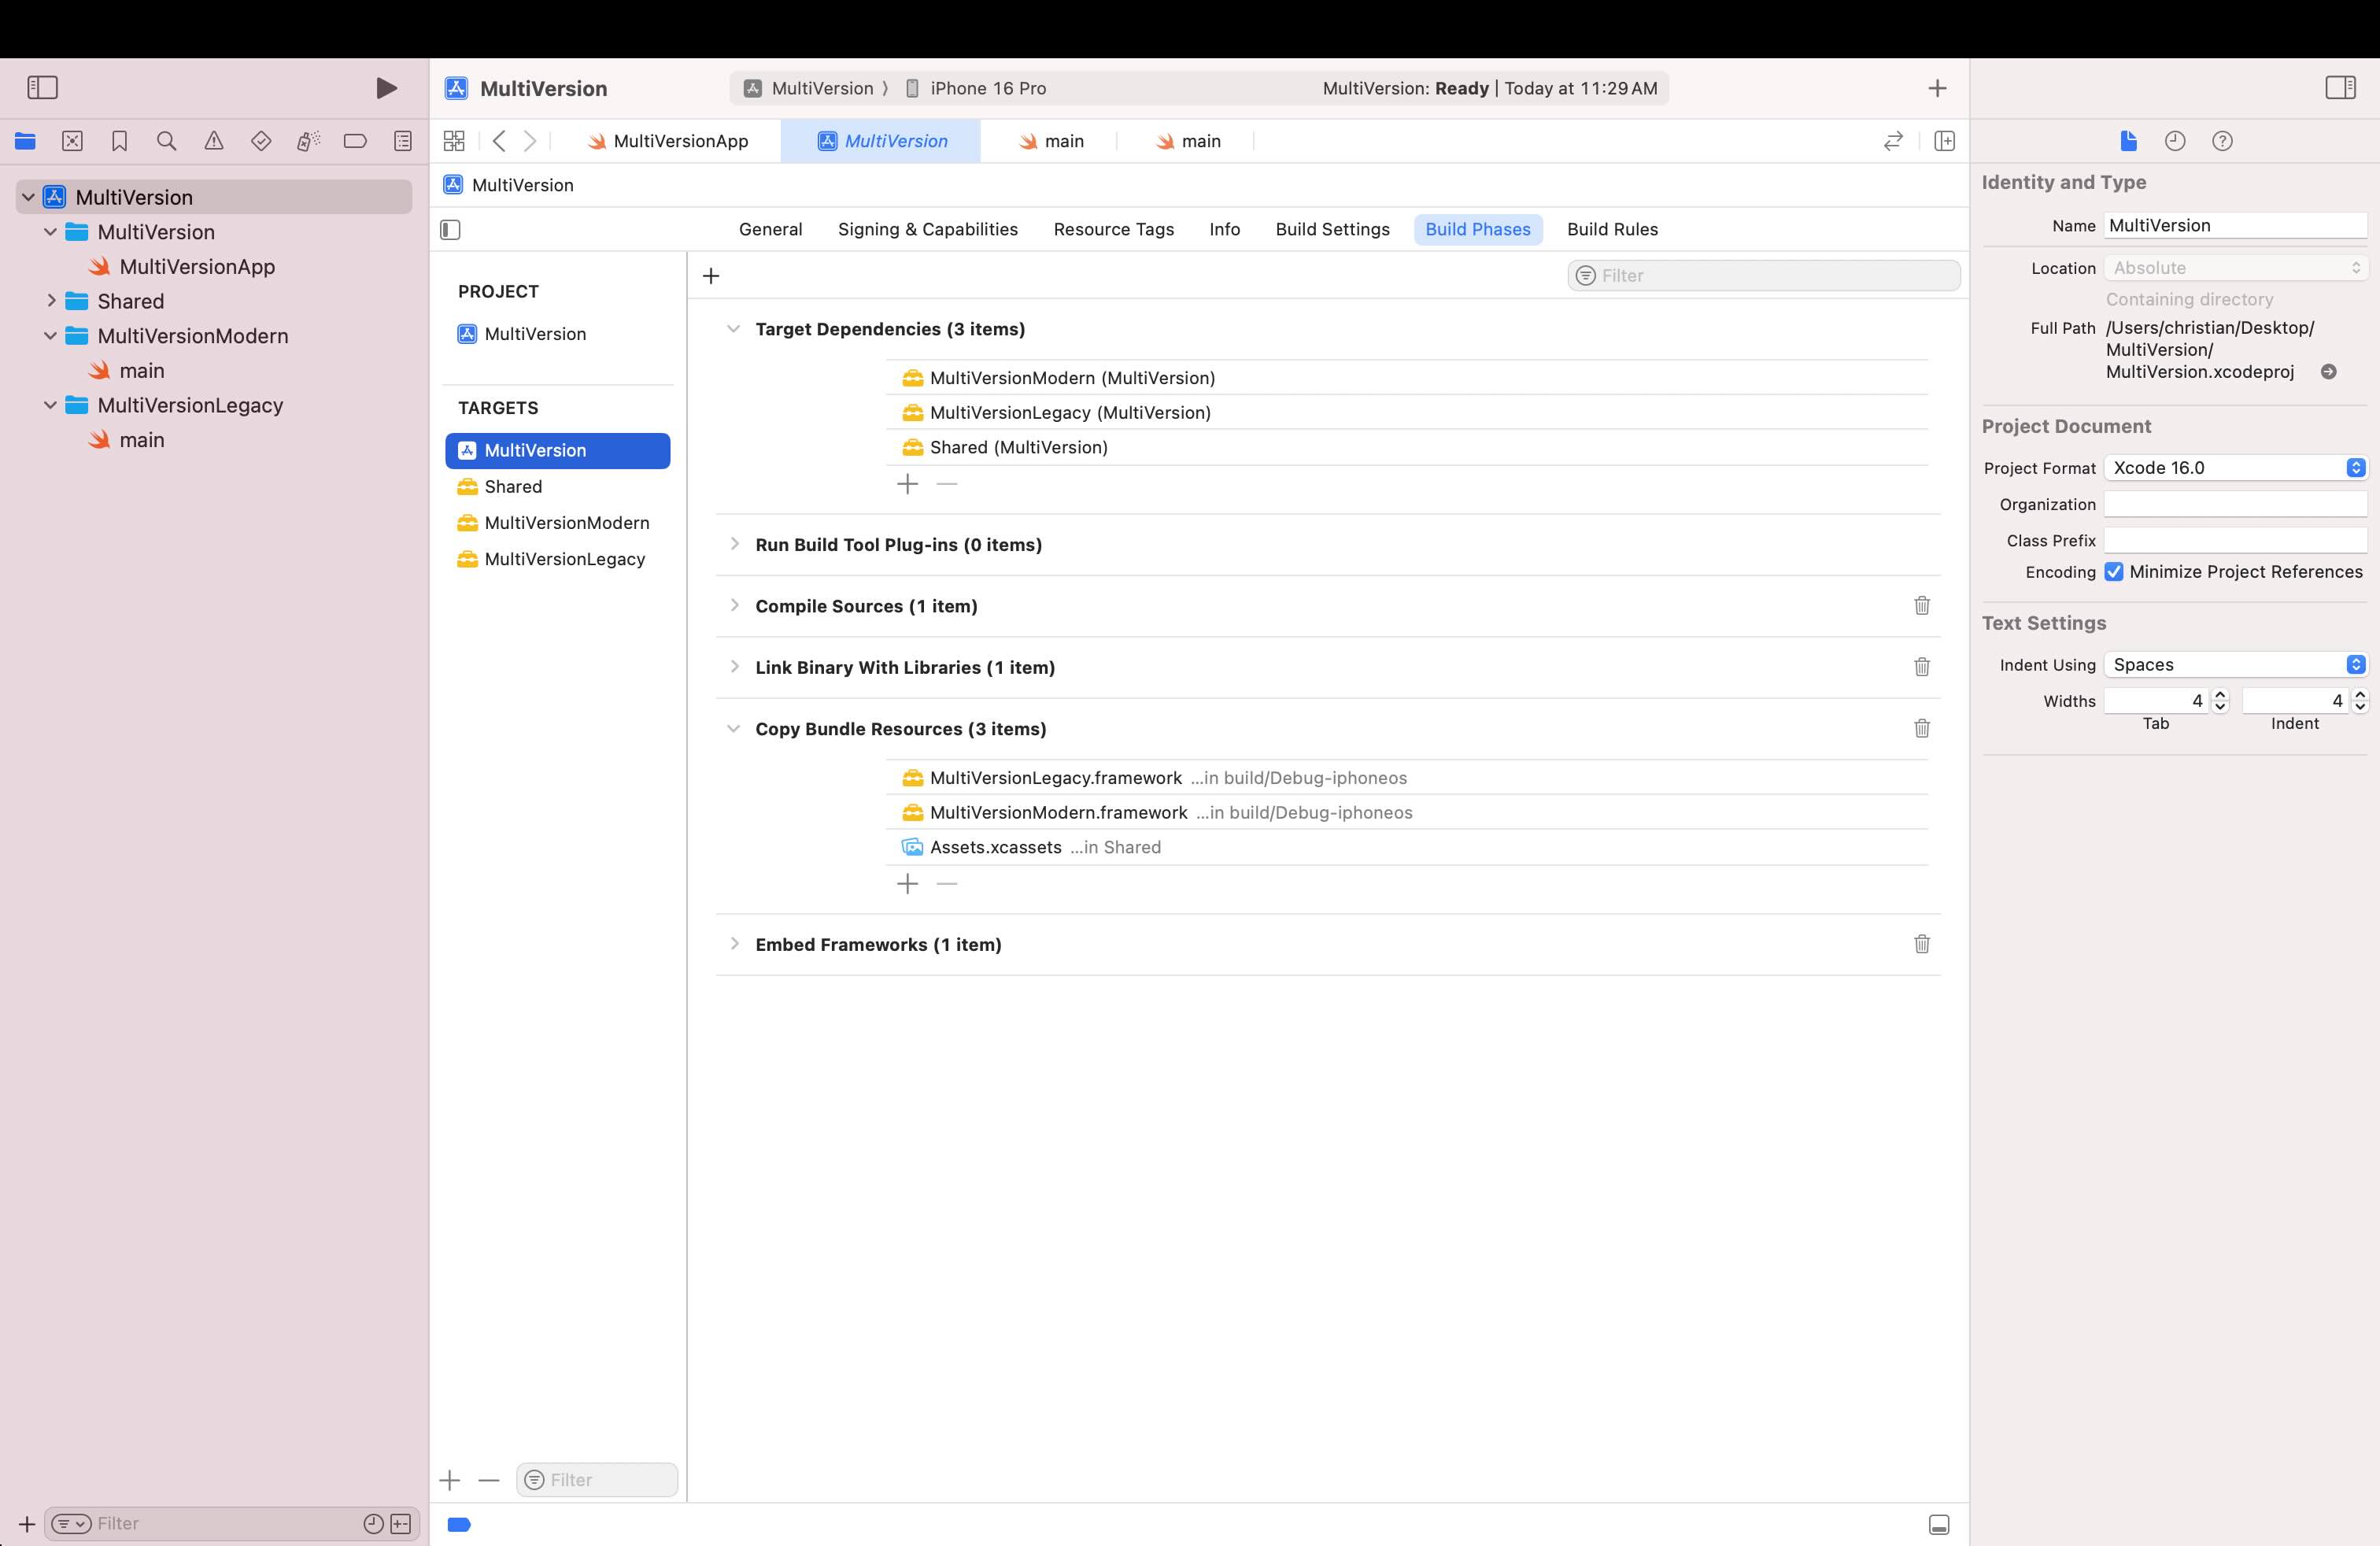 MultiVersion
MultiVersion
iPhone 16 Pro
MultiVersion: Ready | Today at 11:29 AM
MultiVersionApp
MultiVersion
main
main
MultiVersion
MultiVersion
MultiVersionApp
Shared
MultiVersionModern
main
MultiVersionLegacy
main
Filter
MultiVersion
General
Signing & Capabilities
Resource Tags
Info
Build Settings
Build Phases
Build Rules
PROJECT
MultiVersion
TARGETS
MultiVersion
Shared
MultiVersionModern
MultiVersionLegacy
Filter
Filter
Target Dependencies (3 items)
MultiVersionModern (MultiVersion)
MultiVersionLegacy (MultiVersion)
Shared (MultiVersion)
Run Build Tool Plug-ins (0 items)
Compile Sources (1 item)
Link Binary With Libraries (1 item)
Copy Bundle Resources (3 items)
MultiVersionLegacy.framework ...in build/Debug-iphoneos
MultiVersionModern.framework ...in build/Debug-iphoneos
Assets.xcassets ...in Shared
Embed Frameworks (1 item)
Identity and Type
Name MultiVersion
Location Absolute
Containing directory
Full Path /Users/christian/Desktop/
MultiVersion/
MultiVersion.xcodeproj
Project Document
Project Format Xcode 16.0
Organization
Class Prefix
Encoding Minimize Project References
Text Settings
Indent Using Spaces
Widths 4 4
Tab Indent